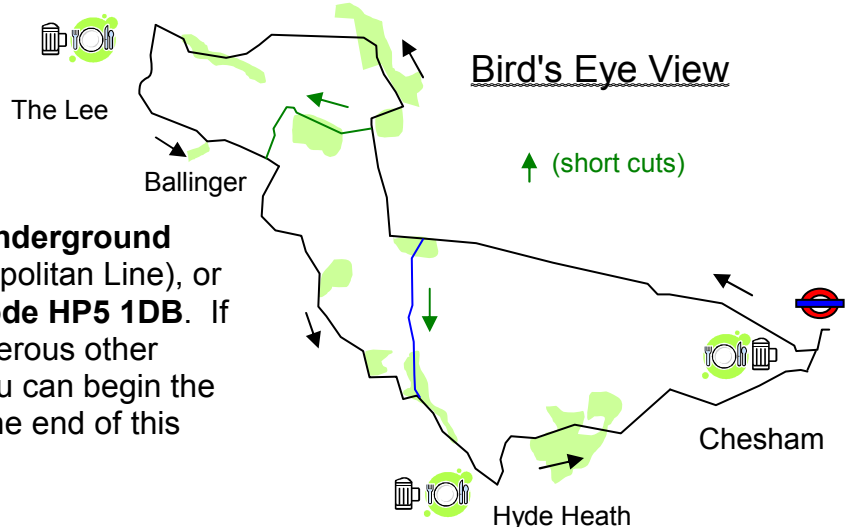 Bird's Eye View
The Lee
(short cuts)
Ballinger
nderground
politan Line), or
de HP5 1DB. If
erous other
u can begin the
e end of this
Chesham
Hyde Heath